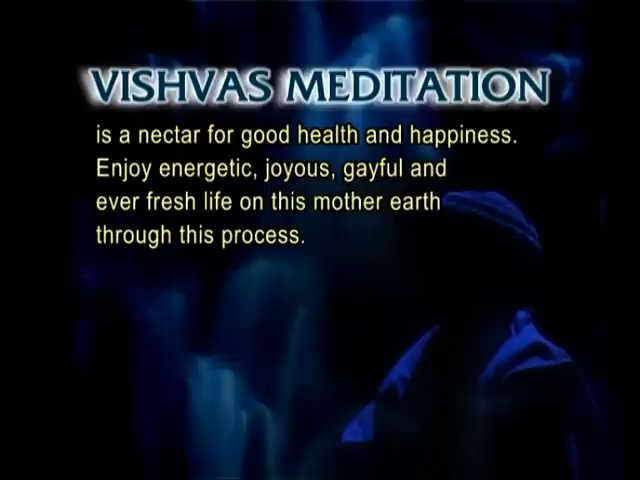 VISHVAS MEDITATION
is a nectar for good health and happiness.
Enjoy energetic, joyous, gayful and
ever fresh life on this mother earth
through this process.